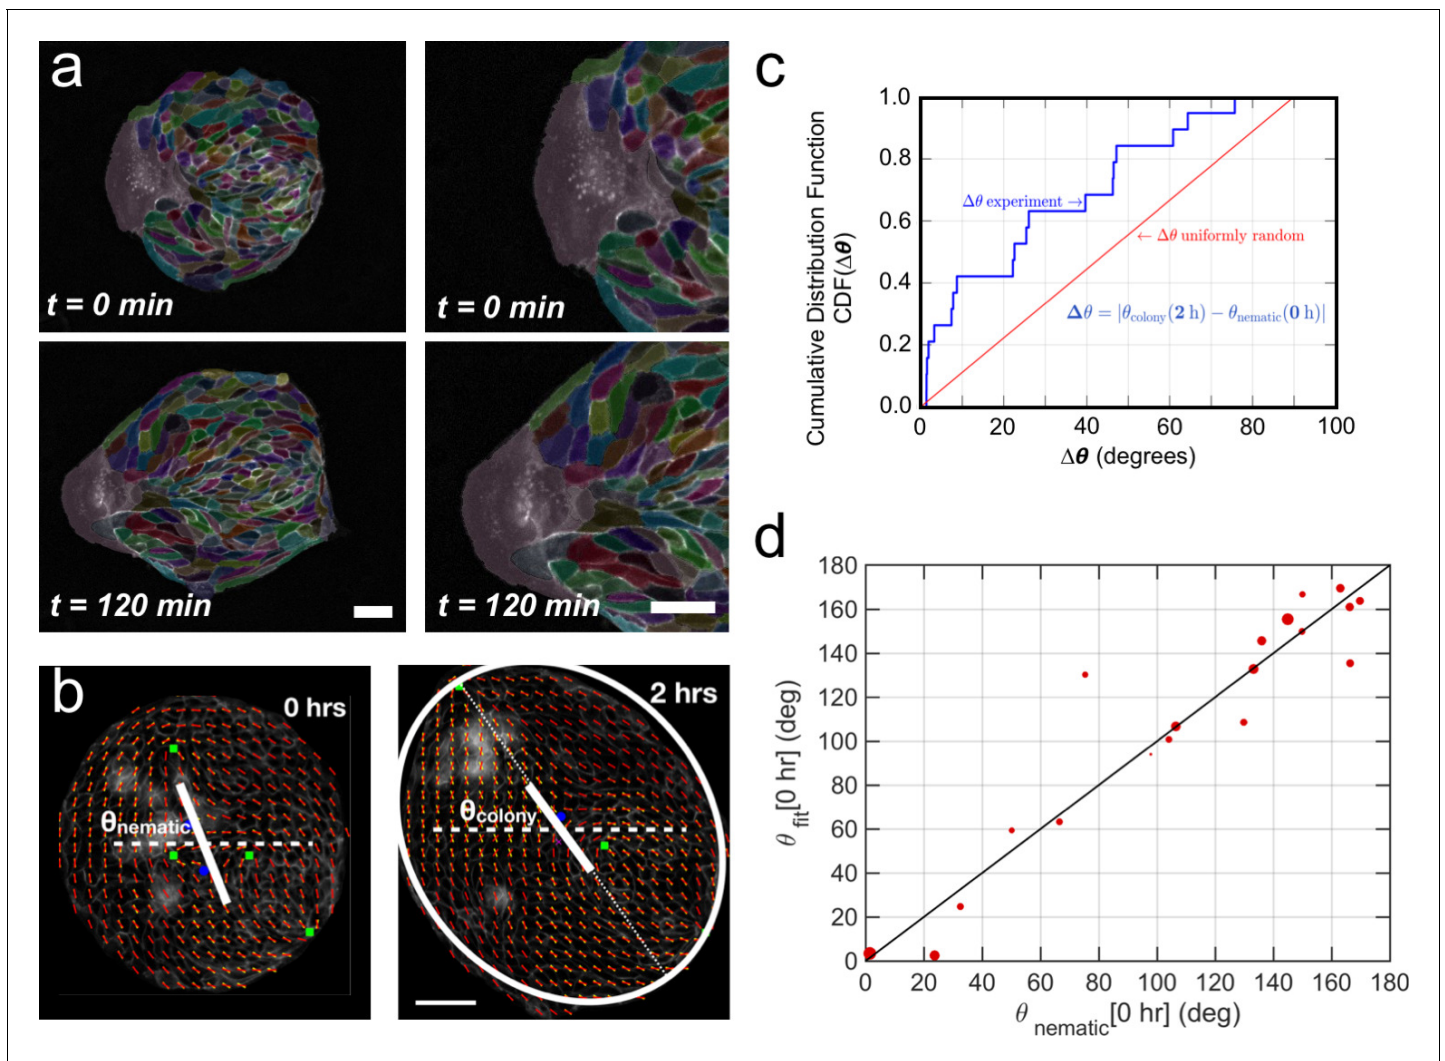 a
t = 0 min
t = 0 min
t = 120 min
t = 120 min
b
0 hrs
θnematic
2 hrs
θcolony
c
Cumulative Distribution Function
CDF(Δθ)
1.0
0.8
0.6
0.4
0.2
0.0
Δθ experiment →
← Δθ uniformly random
Δθ = |θcolony(2 h) − θnematic(0 h)|
0 20 40 60 80 100
Δθ (degrees)
d
θ fit[0 hr] (deg)
180
160
140
120
100
80
60
40
20
0
0 20 40 60 80 100 120 140 160 180
θ nematic[0 hr] (deg)